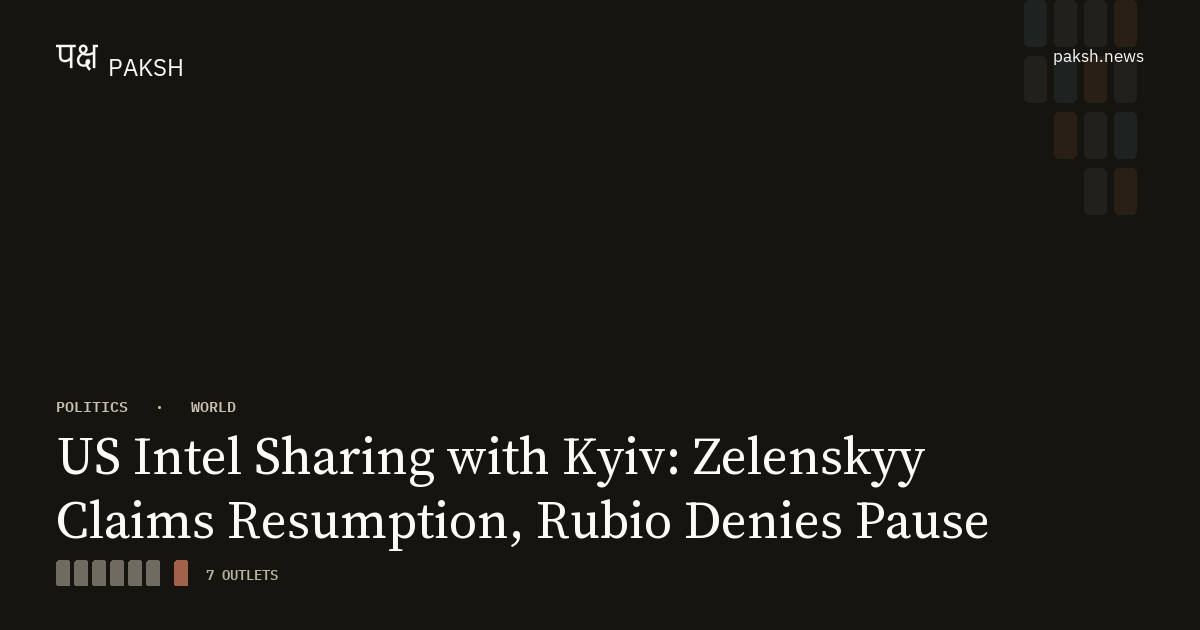 पक्ष PAKSH
paksh.news
POLITICS · WORLD
US Intel Sharing with Kyiv: Zelenskyy
Claims Resumption, Rubio Denies Pause
7 OUTLETS